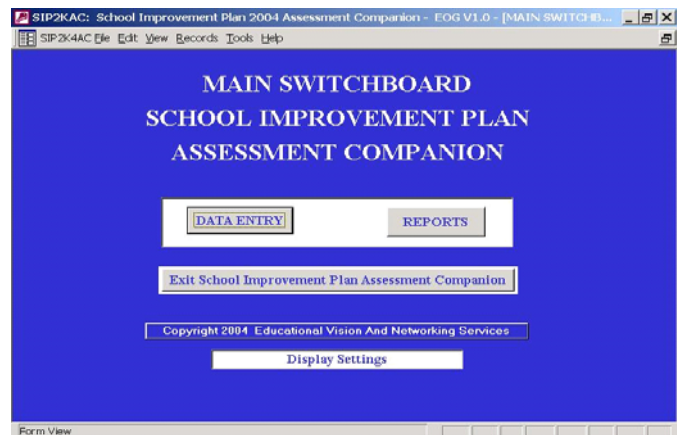 SIP2KAC: School Improvement Plan 2004 Assessment Companion - EOG V1.0 - [MAIN SWITCHB...
SIP2K4AC File Edit View Records Tools Help
MAIN SWITCHBOARD
SCHOOL IMPROVEMENT PLAN
ASSESSMENT COMPANION
DATA ENTRY REPORTS
Exit School Improvement Plan Assessment Companion
Copyright 2004 Educational Vision And Networking Services
Display Settings
Form View